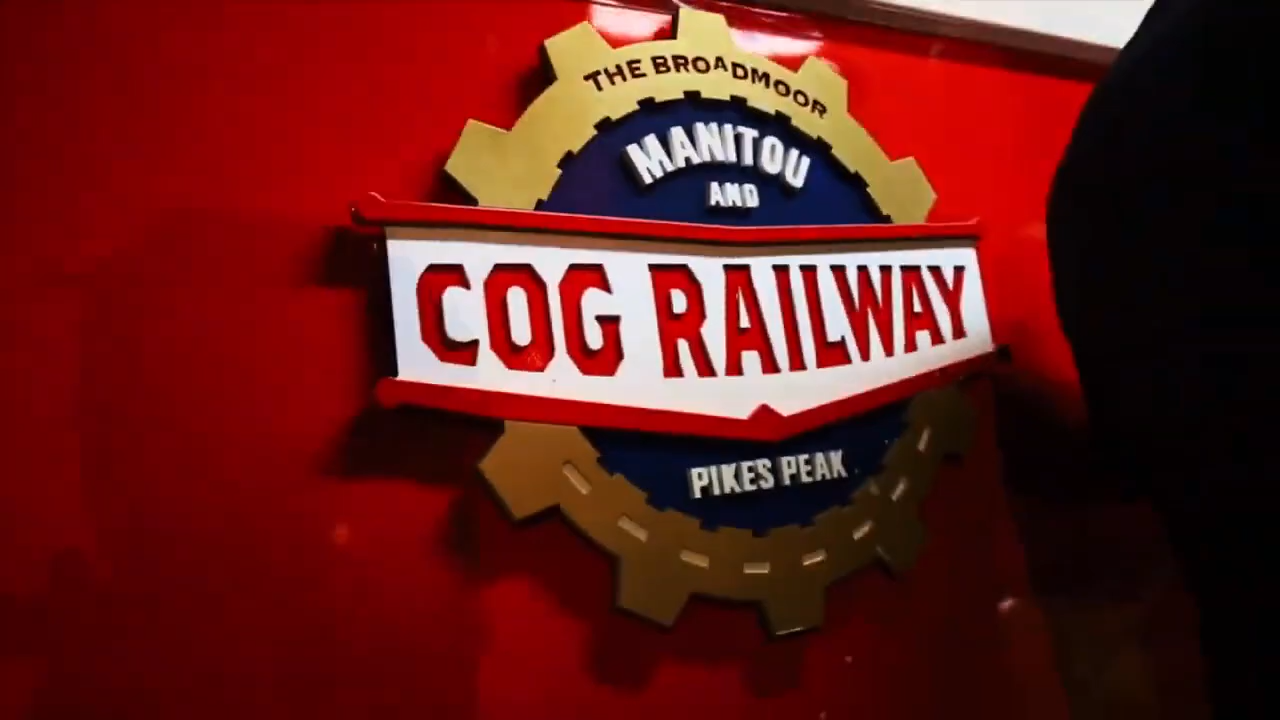 THE BROADMOOR
MANITOU
AND
COG RAILWAY
PIKES PEAK